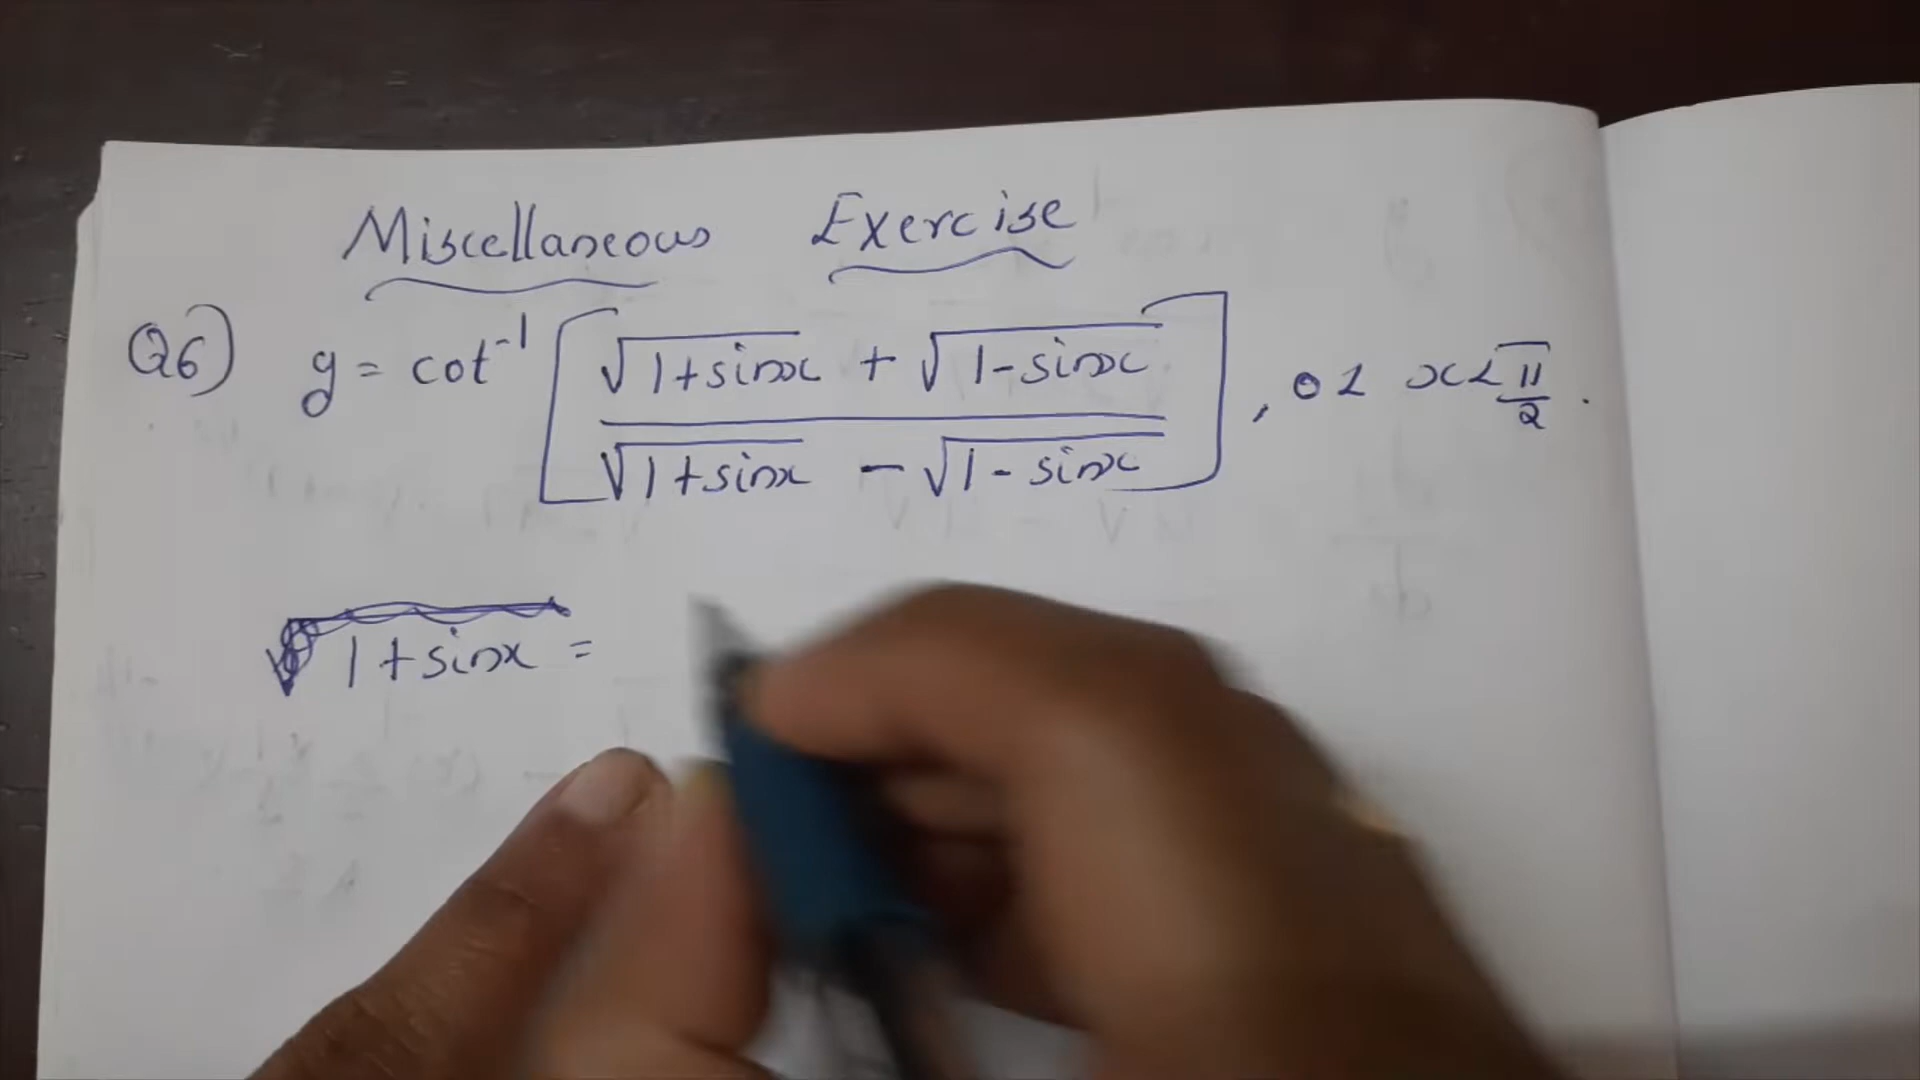 Miscellaneous Exercise
Q6) y = cot⁻¹ [ (√(1+sinx) + √(1-sinx)) / (√(1+sinx) - √(1-sinx)) ], 0 < x < π/2 .
1+sinx =